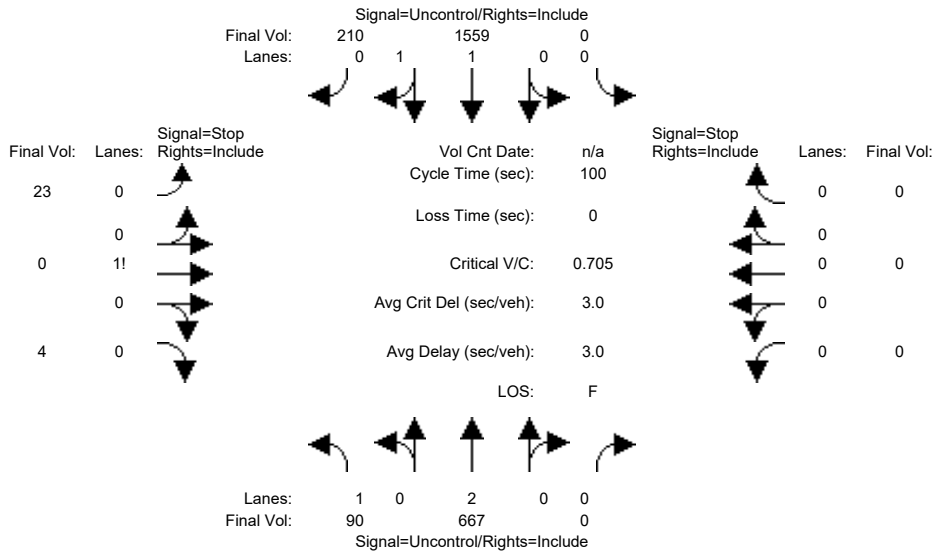 Signal=Uncontrol/Rights=Include
Final Vol: 210 1559 0
Lanes: 0 1 1 0 0
Signal=Stop Signal=Stop
Final Vol: Lanes: Rights=Include Vol Cnt Date: n/a Rights=Include Lanes: Final Vol:
Cycle Time (sec): 100
23 0 0 0
Loss Time (sec): 0
0 0
0 1! Critical V/C: 0.705 0 0
0 Avg Crit Del (sec/veh): 3.0 0
4 0 Avg Delay (sec/veh): 3.0 0 0
LOS: F
Lanes: 1 0 2 0 0
Final Vol: 90 667 0
Signal=Uncontrol/Rights=Include